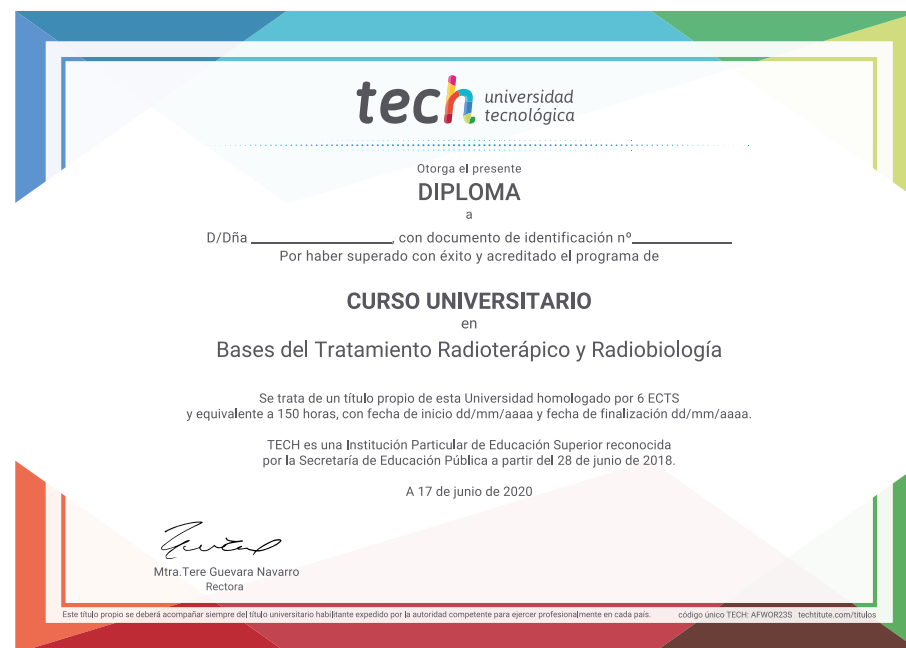 tech universidad
tecnológica
Otorga el presente
DIPLOMA
a
D/Dña ____________________, con documento de identificación nº______________
Por haber superado con éxito y acreditado el programa de
CURSO UNIVERSITARIO
en
Bases del Tratamiento Radioterápico y Radiobiología
Se trata de un título propio de esta Universidad homologado por 6 ECTS
y equivalente a 150 horas, con fecha de inicio dd/mm/aaaa y fecha de finalización dd/mm/aaaa.
TECH es una Institución Particular de Educación Superior reconocida
por la Secretaría de Educación Pública a partir del 28 de junio de 2018.
A 17 de junio de 2020
Mtra.Tere Guevara Navarro
Rectora
Este título propio se deberá acompañar siempre del título universitario habilitante expedido por la autoridad competente para ejercer profesionalmente en cada país. código único TECH: AFWOR23S techtitute.com/titulos